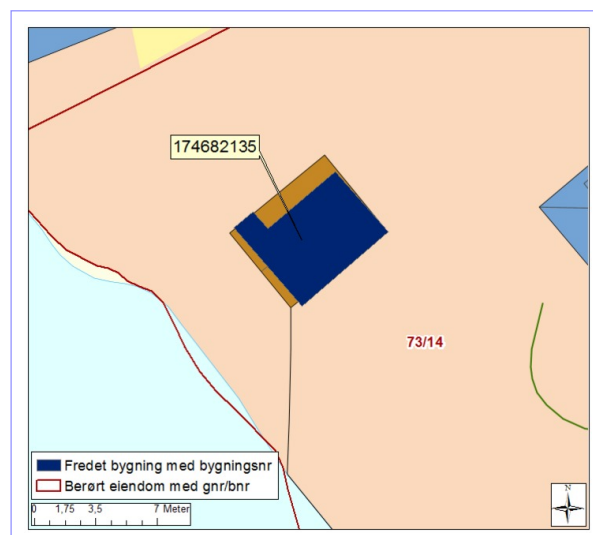 174682135
73/14
Fredet bygning med bygningsnr
Berørt eiendom med gnr/bnr
0 1,75 3,5 7 Meter
N